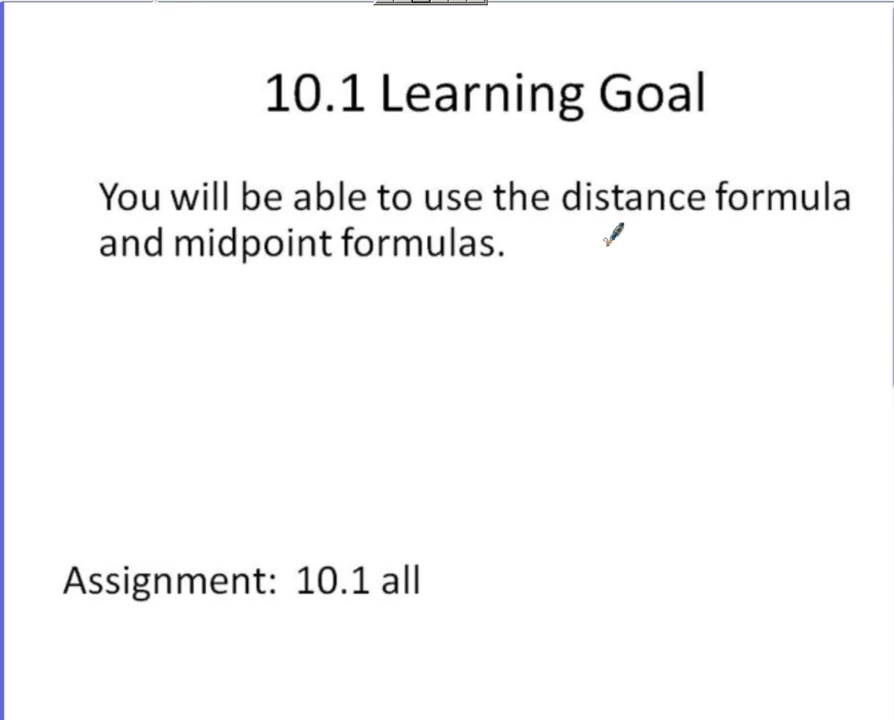 10.1 Learning Goal
You will be able to use the distance formula
and midpoint formulas.
Assignment:  10.1 all